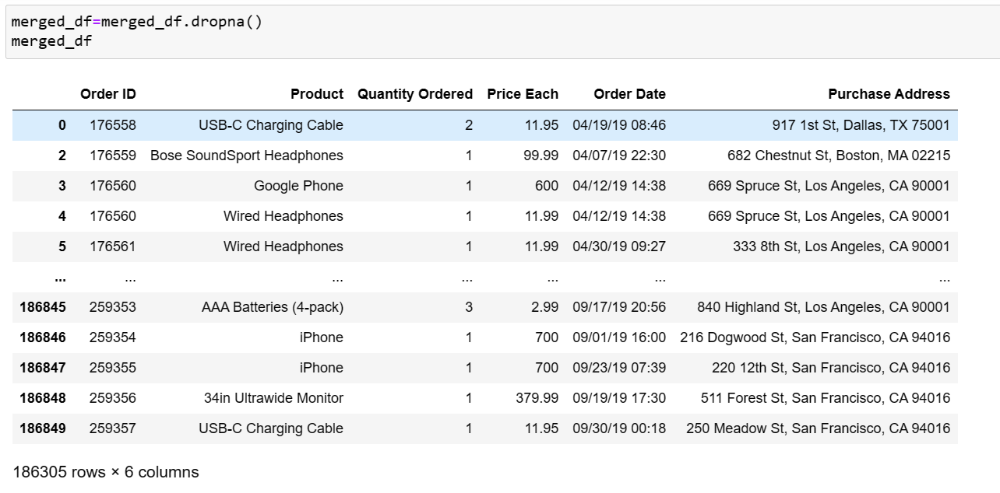 merged_df=merged_df.dropna()
merged_df
Order ID Product Quantity Ordered Price Each Order Date Purchase Address
0 176558 USB-C Charging Cable 2 11.95 04/19/19 08:46 917 1st St, Dallas, TX 75001
2 176559 Bose SoundSport Headphones 1 99.99 04/07/19 22:30 682 Chestnut St, Boston, MA 02215
3 176560 Google Phone 1 600 04/12/19 14:38 669 Spruce St, Los Angeles, CA 90001
4 176560 Wired Headphones 1 11.99 04/12/19 14:38 669 Spruce St, Los Angeles, CA 90001
5 176561 Wired Headphones 1 11.99 04/30/19 09:27 333 8th St, Los Angeles, CA 90001
... ... ... ... ... ... ...
186845 259353 AAA Batteries (4-pack) 3 2.99 09/17/19 20:56 840 Highland St, Los Angeles, CA 90001
186846 259354 iPhone 1 700 09/01/19 16:00 216 Dogwood St, San Francisco, CA 94016
186847 259355 iPhone 1 700 09/23/19 07:39 220 12th St, San Francisco, CA 94016
186848 259356 34in Ultrawide Monitor 1 379.99 09/19/19 17:30 511 Forest St, San Francisco, CA 94016
186849 259357 USB-C Charging Cable 1 11.95 09/30/19 00:18 250 Meadow St, San Francisco, CA 94016
186305 rows × 6 columns